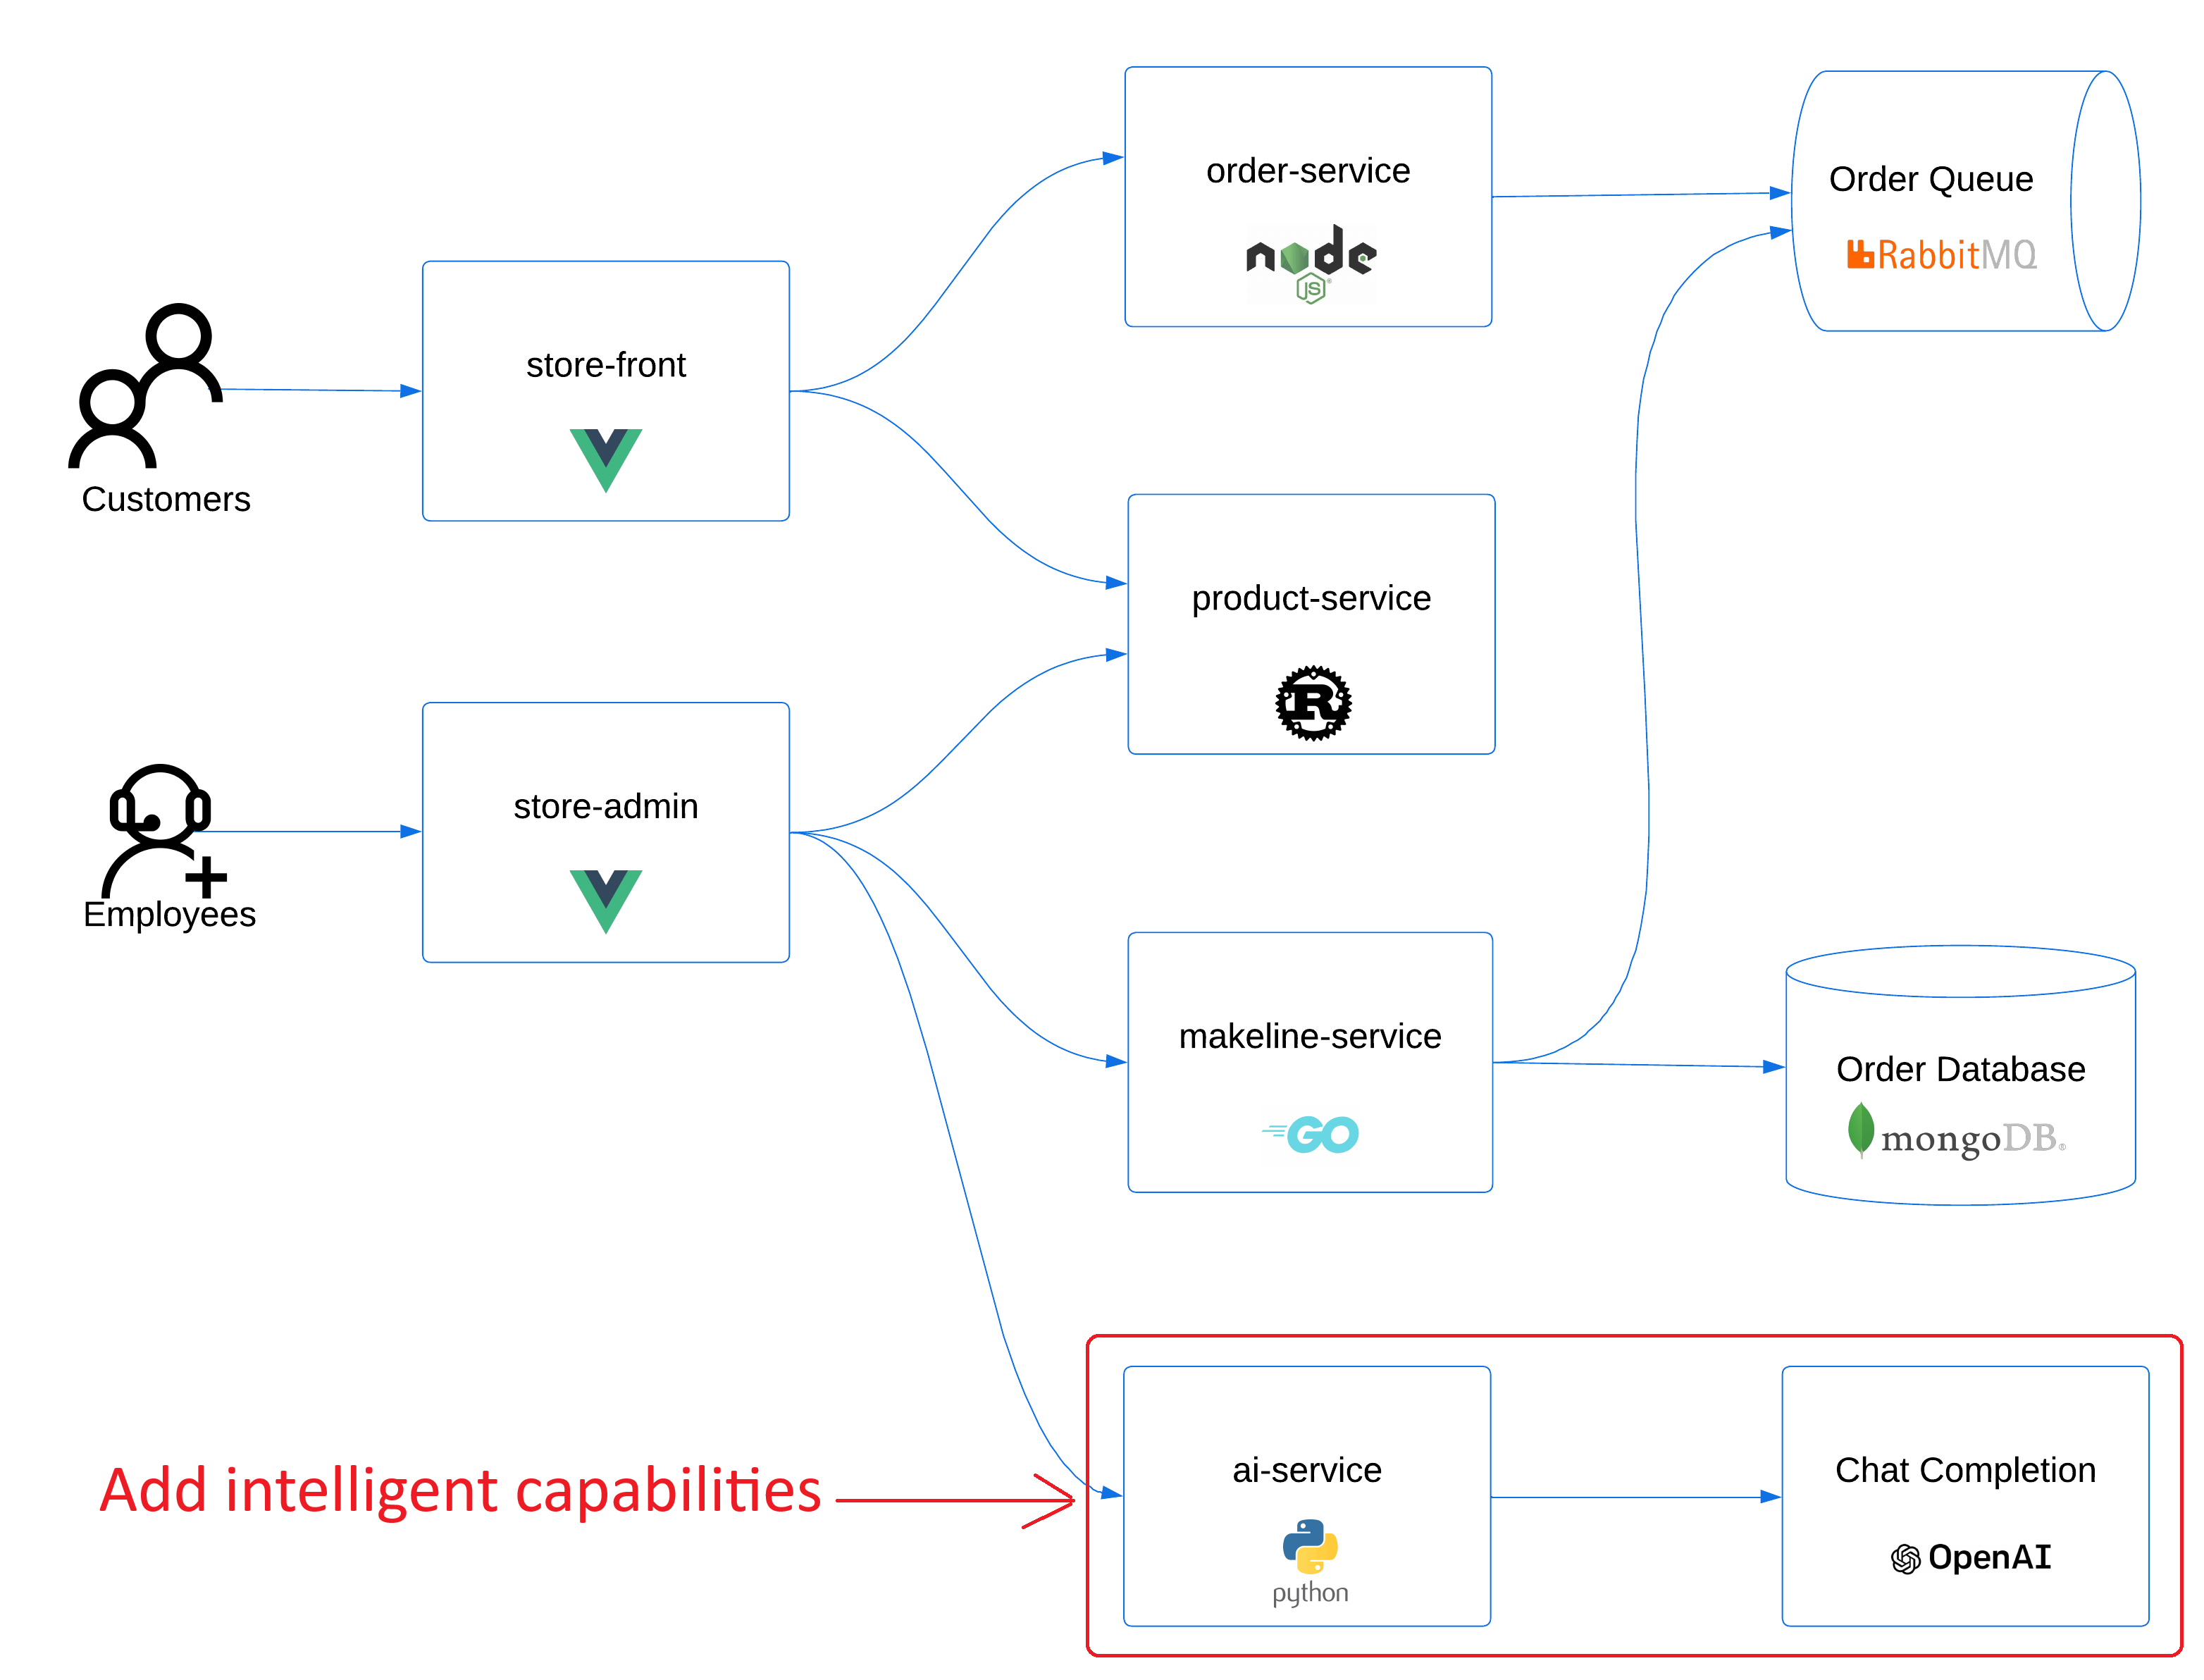 order-service
node
JS
Order Queue
RabbitMQ
store-front
Customers
product-service
R
store-admin
Employees
makeline-service
GO
Order Database
mongoDB®
Add intelligent capabilities
ai-service
python
Chat Completion
OpenAI